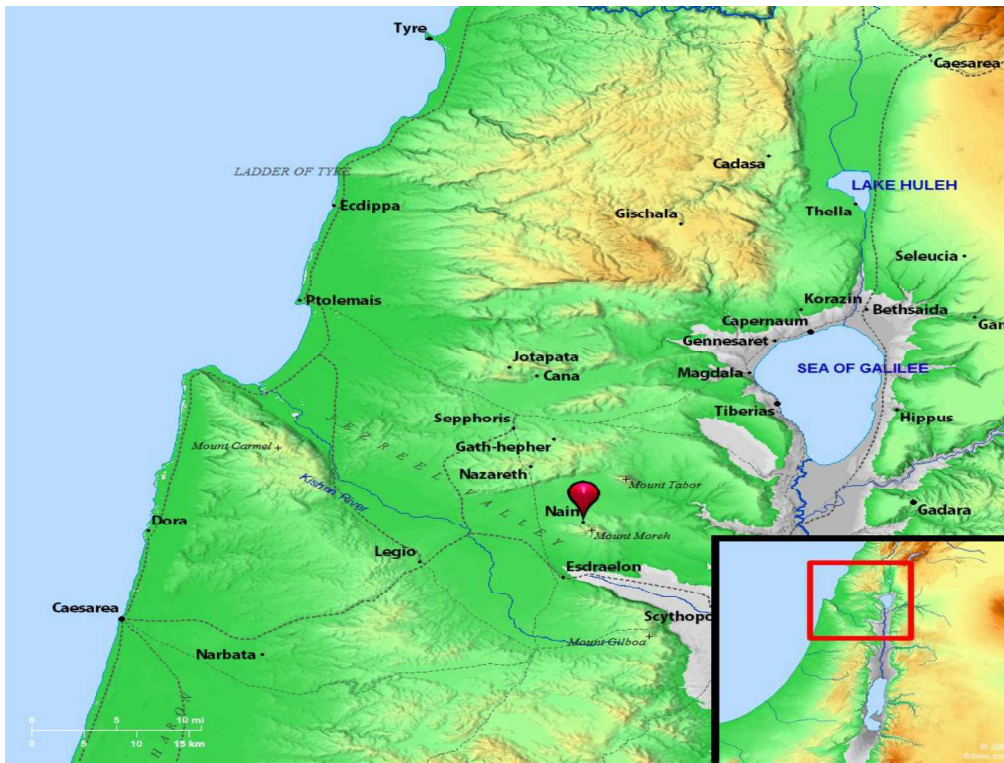 Tyre
Caesarea
Cadasa
LADDER OF TYRE
LAKE HULEH
Ecdippa
Thella
Gischala
Seleucia
Ptolemais
Korazin
Bethsaida
Capernaum
Gennesaret
Jotapata
Cana
Magdala
SEA OF GALILEE
Tiberias
Hippus
Sepphoris
Gath-hepher
Mount Carmel
JEZREEL VALLEY
Nazareth
Mount Tabor
Kishon River
Nain
Gadara
Dora
Mount Moreh
Legio
Esdraelon
Caesarea
Scythopo
Mount Gilboa
Narbata
0 5 10 mi
0 5 10 15 km